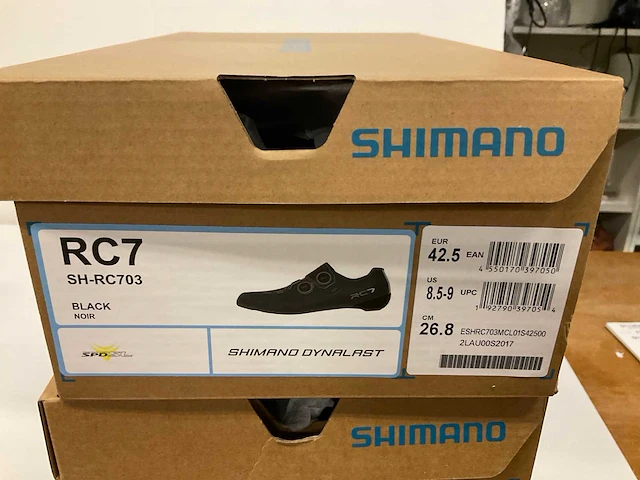 SHIMANO
RC7
SH-RC703
BLACK
NOIR
RC7
SPD-SL
SHIMANO DYNALAST
EUR
42.5
EAN
4 550170 397050
US
8.5-9
UPC
1 92790 39705 4
CM
26.8
ESHRC703MCL01S42500
2LAU00S2017
SHIMANO